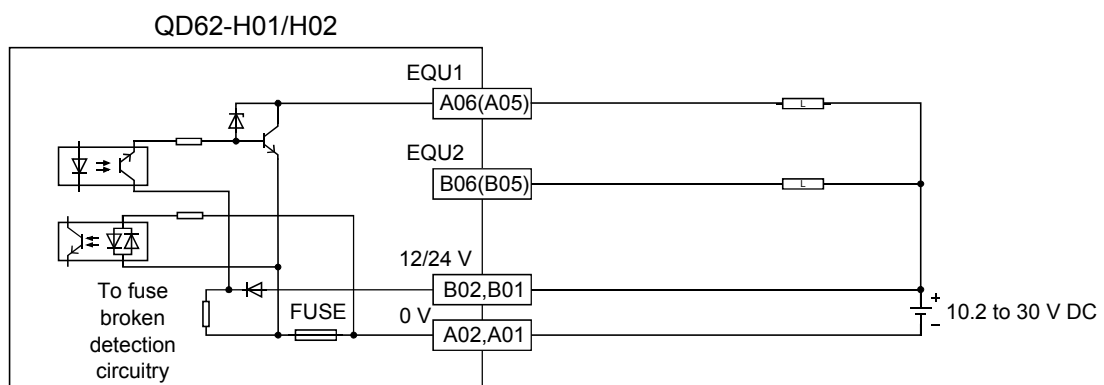 QD62-H01/H02
EQU1
A06(A05)
L
EQU2
B06(B05)
L
12/24 V
B02,B01
To fuse
broken
detection
circuitry
FUSE
0 V
A02,A01
+
10.2 to 30 V DC
−